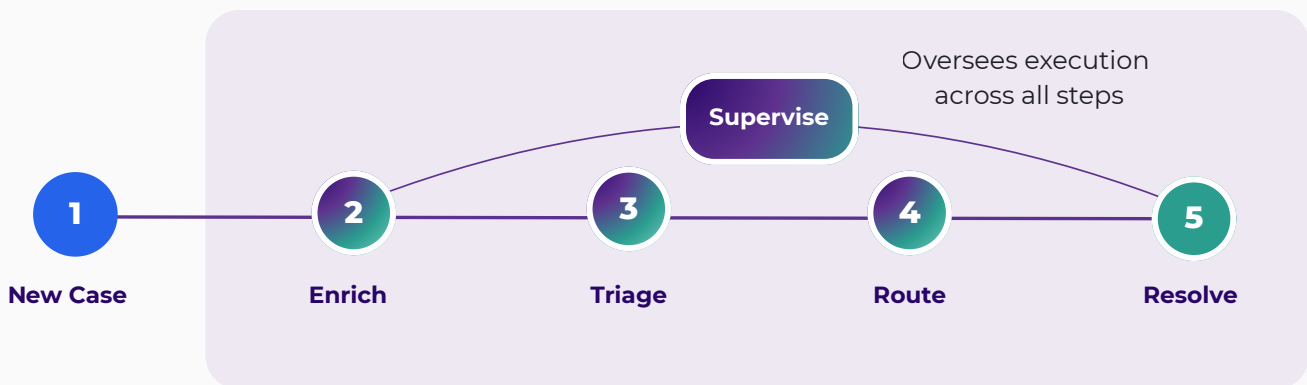 Oversees execution
across all steps
Supervise
1
2
3
4
5
New Case
Enrich
Triage
Route
Resolve